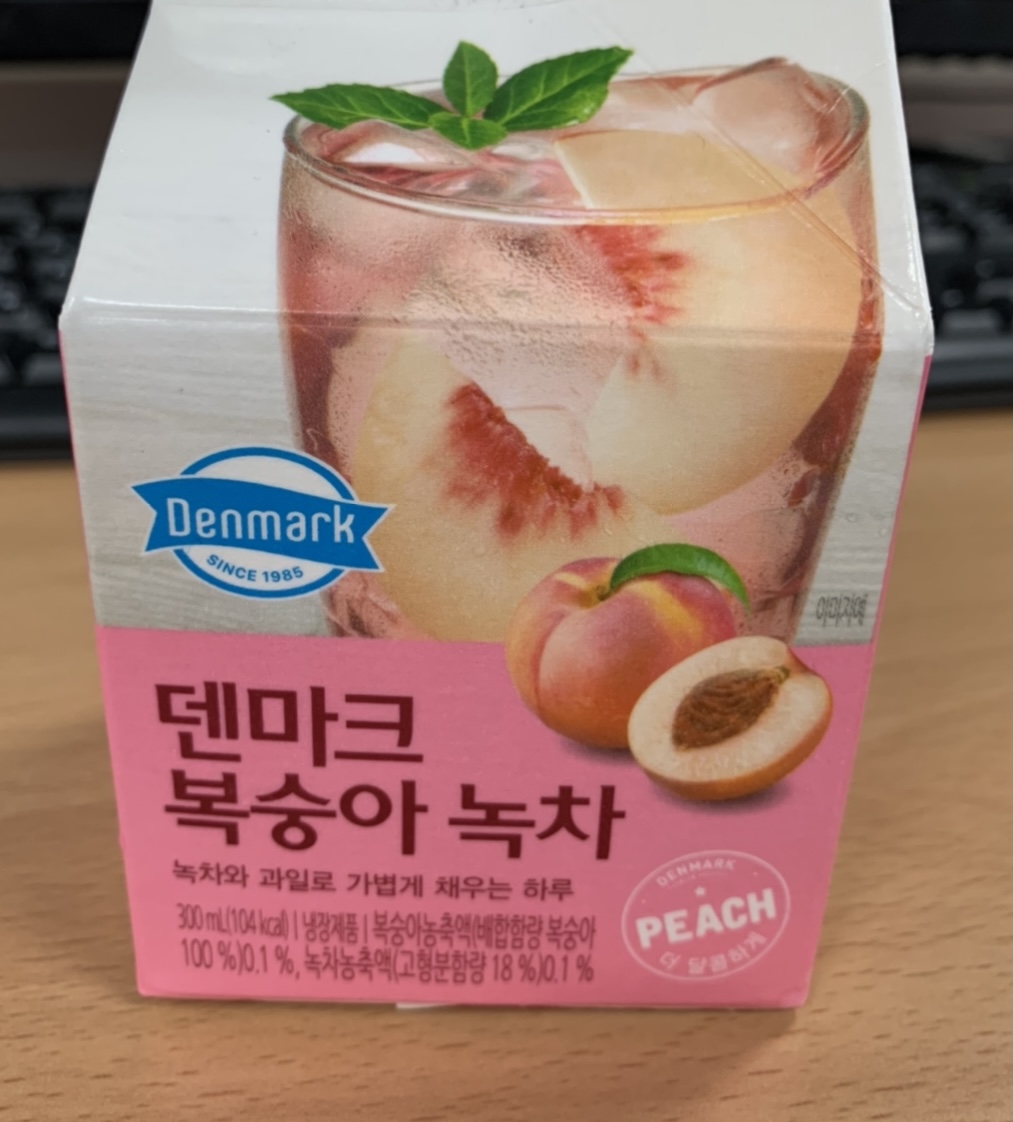 Denmark
SINCE 1985
이미지예
덴마크
복숭아 녹차
녹차와 과일로 가볍게 채우는 하루
300 mL(104 kcal) | 냉장제품 | 복숭아농축액(배합함량 복숭아
100 %)0.1 %, 녹차농축액(고형분함량 18 %)0.1 %
DENMARK
PEACH
더 달콤하게